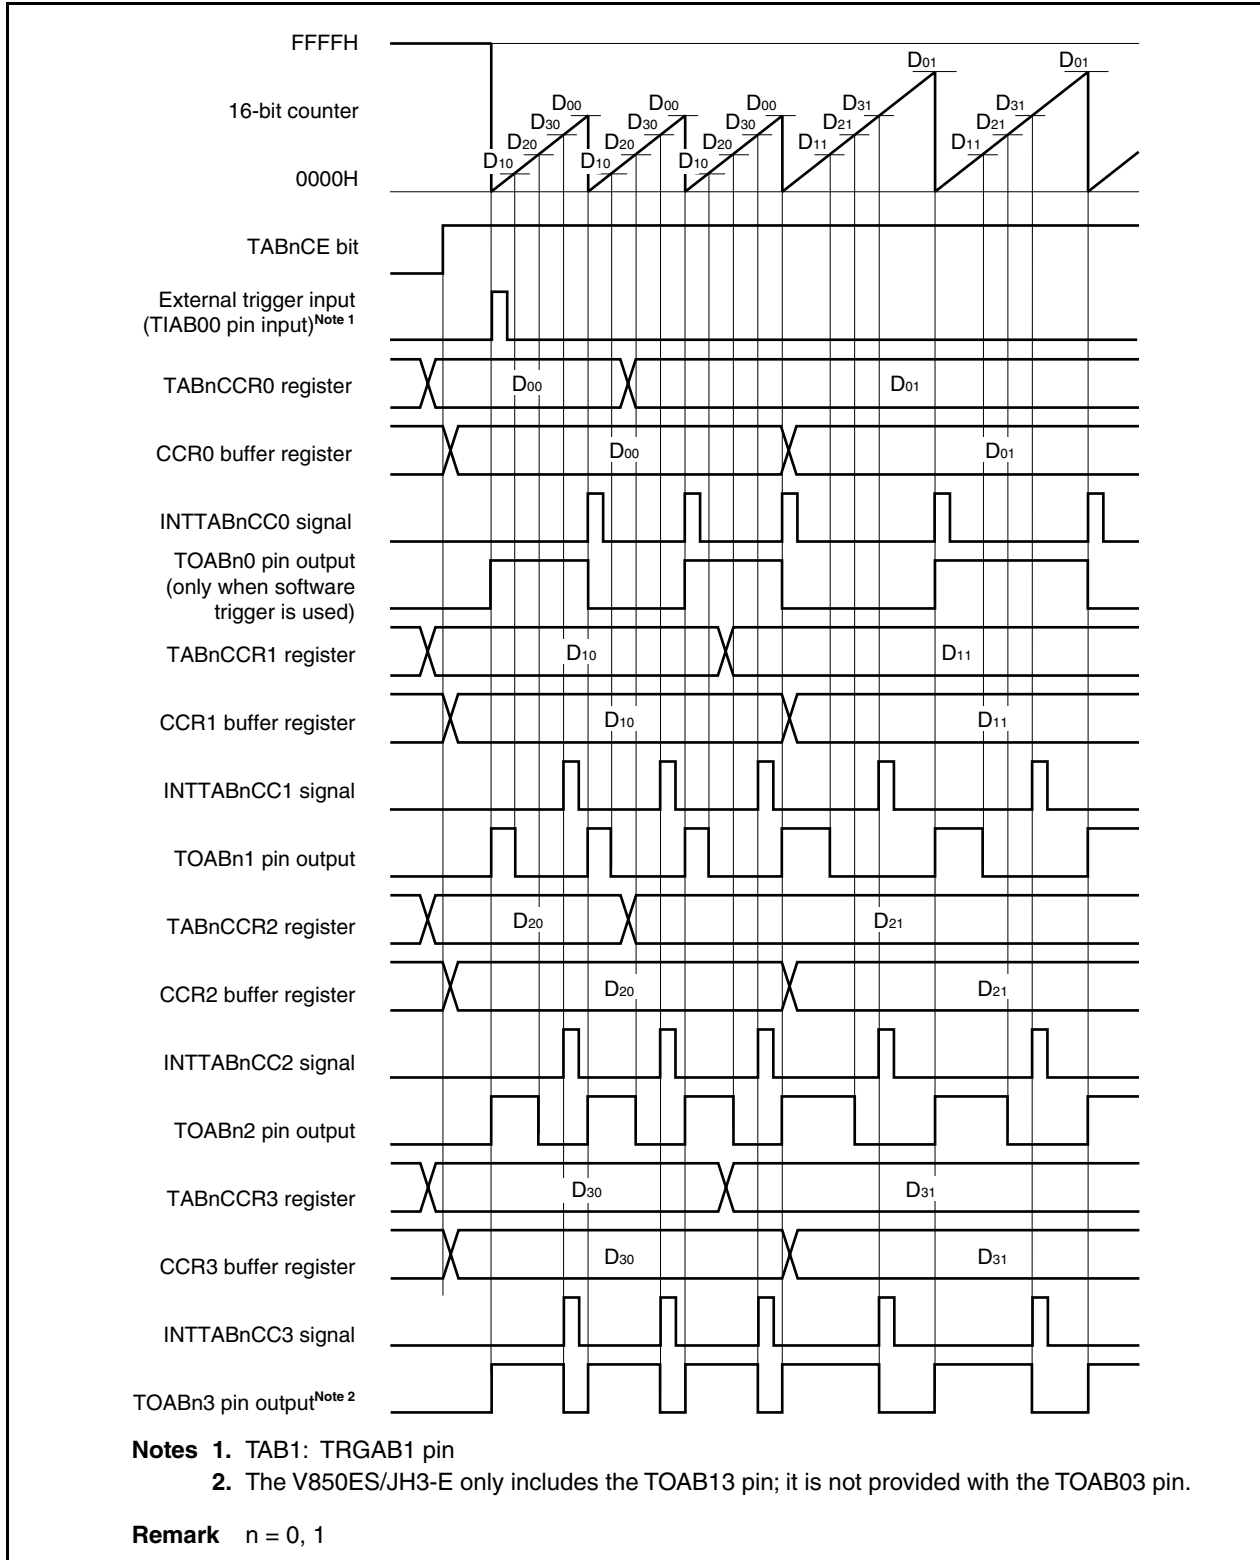 FFFFH
16-bit counter
0000H
D01 D01
D00 D00 D00 D31 D31
D30 D30 D30 D21 D21
D20 D20 D20 D11 D11
D10 D10 D10
TABnCE bit
External trigger input
(TIAB00 pin input)Note 1
TABnCCR0 register D00 D01
CCR0 buffer register D00 D01
INTTABnCC0 signal
TOABn0 pin output
(only when software
trigger is used)
TABnCCR1 register D10 D11
CCR1 buffer register D10 D11
INTTABnCC1 signal
TOABn1 pin output
TABnCCR2 register D20 D21
CCR2 buffer register D20 D21
INTTABnCC2 signal
TOABn2 pin output
TABnCCR3 register D30 D31
CCR3 buffer register D30 D31
INTTABnCC3 signal
TOABn3 pin outputNote 2
Notes 1. TAB1: TRGAB1 pin
2. The V850ES/JH3-E only includes the TOAB13 pin; it is not provided with the TOAB03 pin.
Remark n = 0, 1